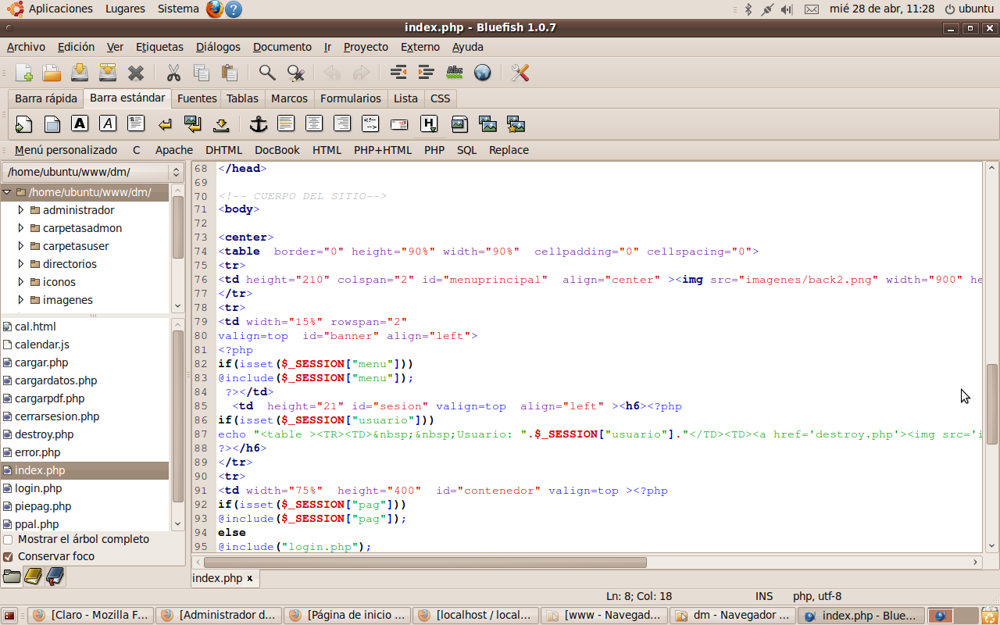 Aplicaciones Lugares Sistema mié 28 de abr, 11:28 ubuntu
index.php - Bluefish 1.0.7
Archivo Edición Ver Etiquetas Diálogos Documento Ir Proyecto Externo Ayuda
Barra rápida Barra estándar Fuentes Tablas Marcos Formularios Lista CSS
Menú personalizado C Apache DHTML DocBook HTML PHP+HTML PHP SQL Replace
/home/ubuntu/www/dm/
/home/ubuntu/www/dm/
administrador
carpetasadmon
carpetasuser
directorios
iconos
imagenes
cal.html
calendar.js
cargar.php
cargardatos.php
cargarpdf.php
cerrarsesion.php
destroy.php
error.php
index.php
login.php
piepag.php
ppal.php
Mostrar el árbol completo
Conservar foco
68 </head>
69
70 <!-- CUERPO DEL SITIO-->
71 <body>
72
73 <center>
74 <table  border="0" height="90%" width="90%"  cellpadding="0" cellspacing="0">
75 <tr>
76 <td height="210" colspan="2" id="menuprincipal"  align="center" ><img src="imagenes/back2.png" width="900" he
77 </tr>
78 <tr>
79 <td width="15%" rowspan="2"
80 valign=top  id="banner" align="left">
81 <?php
82 if(isset($_SESSION["menu"]))
83 @include($_SESSION["menu"]);
84  ?></td>
85   <td  height="21" id="sesion" valign=top  align="left" ><h6><?php
86 if(isset($_SESSION["usuario"]))
87 echo "<table ><TR><TD>&nbsp;&nbsp;Usuario: ".$_SESSION["usuario"]."</TD><TD><a href='destroy.php'><img src='i
88 ?></h6>
89 </tr>
90 <tr>
91 <td width="75%"  height="400"  id="contenedor" valign=top ><?php
92 if(isset($_SESSION["pag"]))
93 @include($_SESSION["pag"]);
94 else
95 @include("login.php");
index.php
Ln: 8; Col: 18 INS php, utf-8
[Claro - Mozilla F... [Administrador d... [Página de inicio ... [localhost / local... [www - Navegad... dm - Navegador ... index.php - Blue...